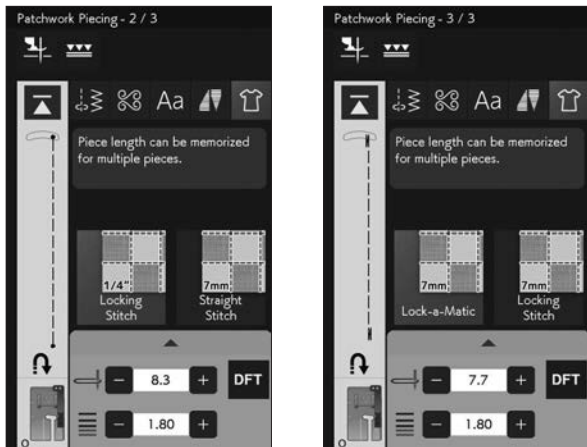 Patchwork Piecing - 2 / 3
Aa
Piece length can be memorized
for multiple pieces.
1/4"
Locking
Stitch
7mm
Straight
Stitch
8.3
DFT
1.80
Patchwork Piecing - 3 / 3
Aa
Piece length can be memorized
for multiple pieces.
7mm
Lock-a-Matic
7mm
Locking
Stitch
7.7
DFT
1.80